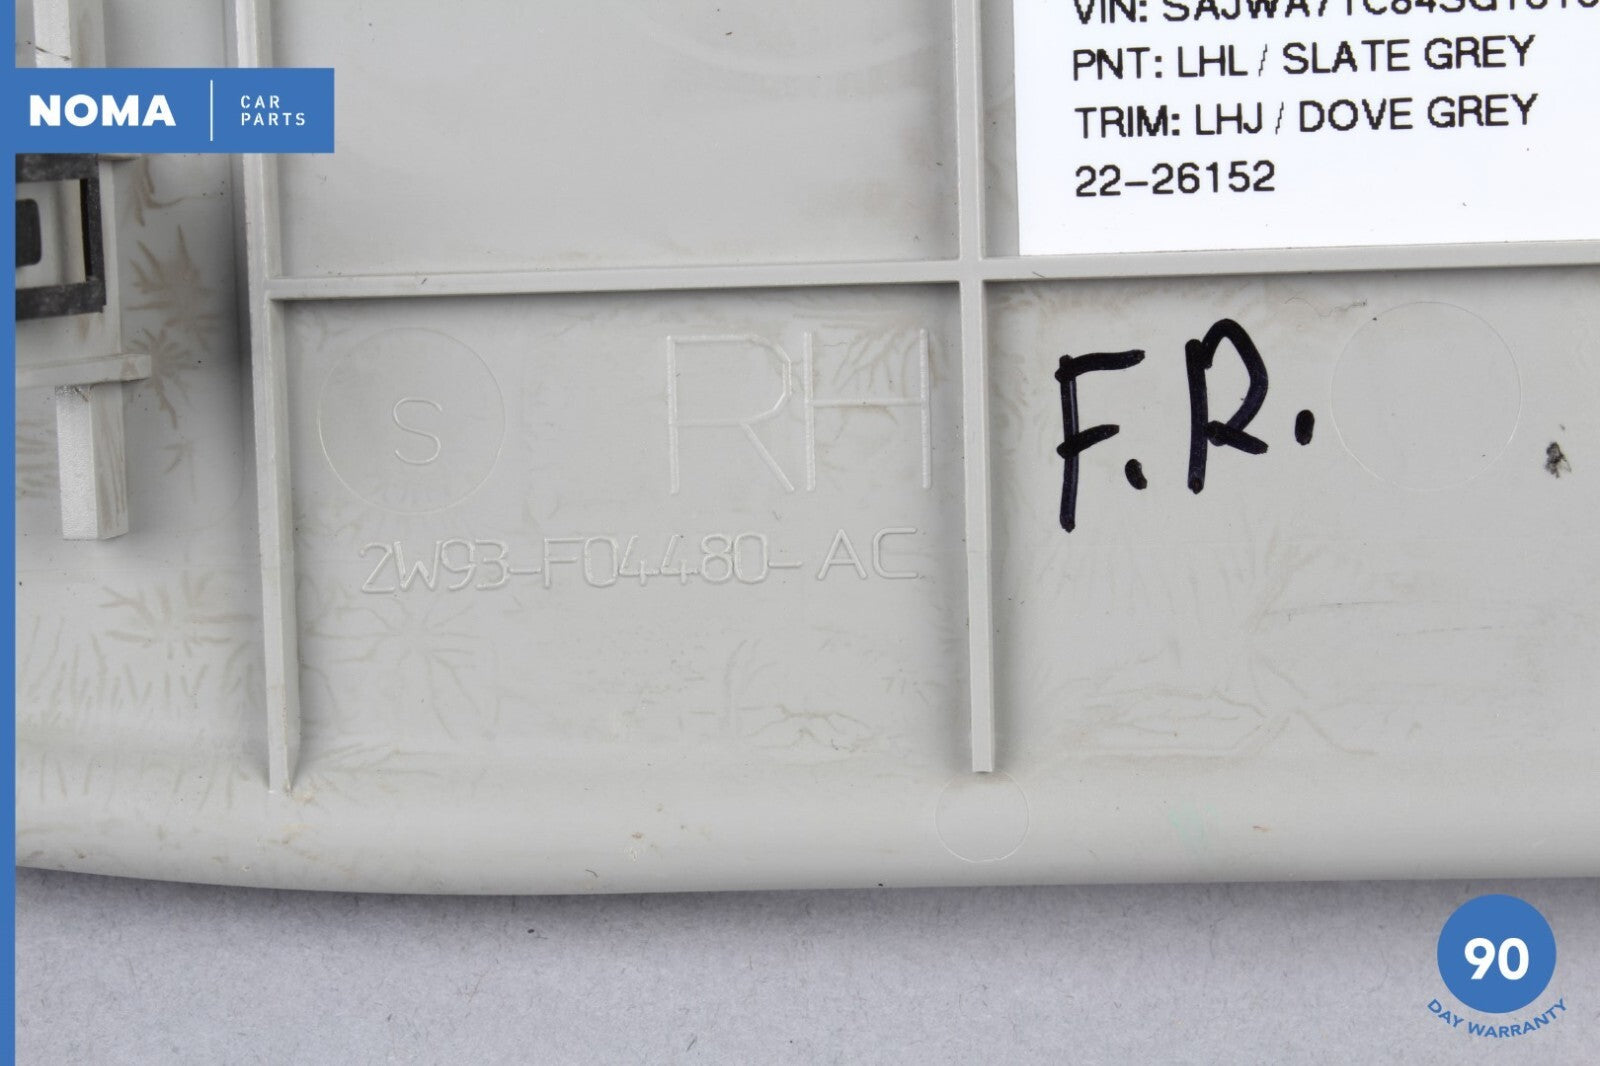 PNT: LHL / SLATE GREY
TRIM: LHJ / DOVE GREY
22-26152
NOMA
CAR
PARTS
S
RH
F.R.
2W93-F04480-AC
90
DAY WARRANTY